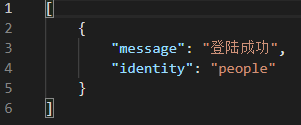 1 [
2 {
3 "message": "登陆成功",
4 "identity": "people"
5 }
6 ]